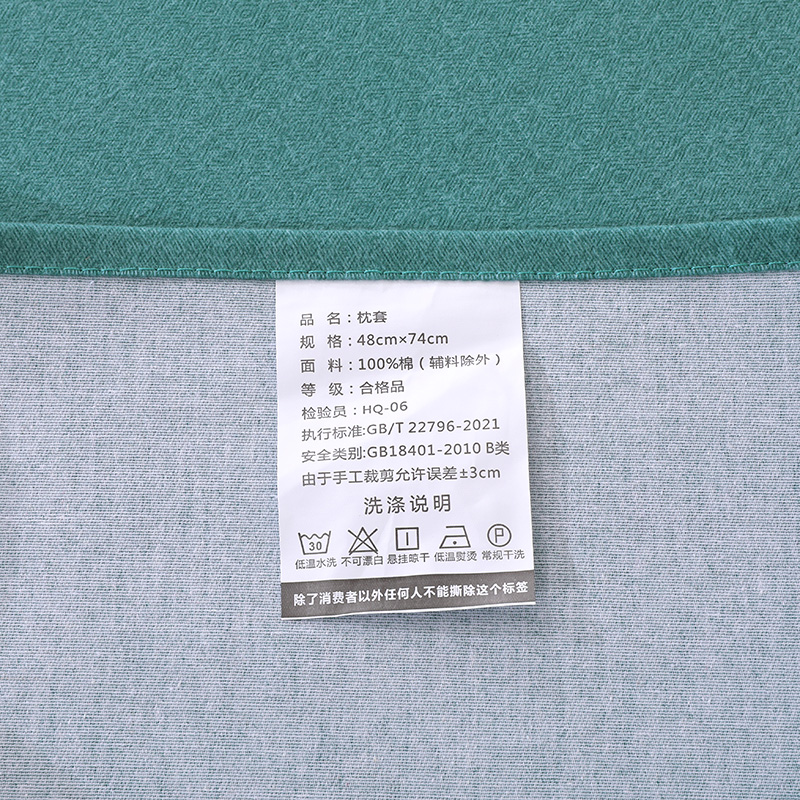 品 名：枕套
规 格：48cm×74cm
面 料：100%棉（辅料除外）
等 级：合格品
检验员：HQ-06
执行标准:GB/T 22796-2021
安全类别:GB18401-2010 B类
由于手工裁剪允许误差±3cm
洗涤说明
30 P
低温水洗 不可漂白 悬挂晾干 低温熨烫 常规干洗
除了消费者以外任何人不能撕除这个标签